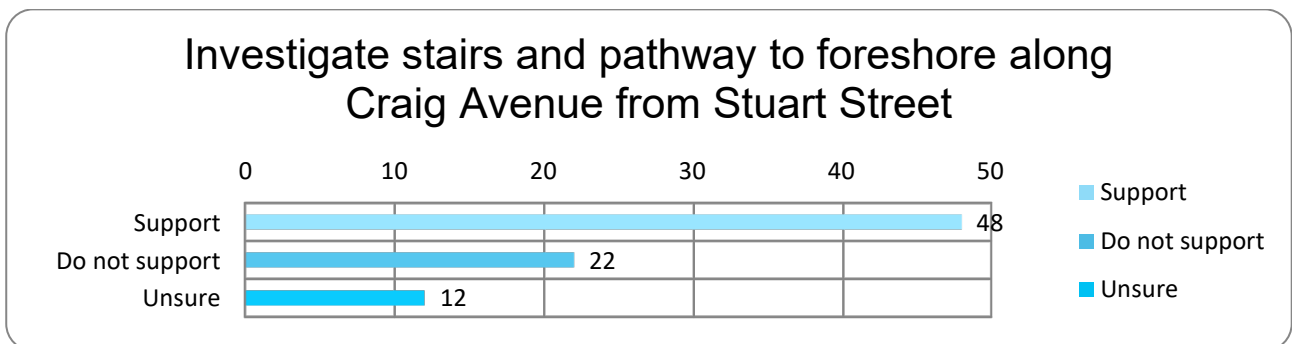 Investigate stairs and pathway to foreshore along
Craig Avenue from Stuart Street
0 10 20 30 40 50
Support 48
Do not support 22
Unsure 12
Support
Do not support
Unsure